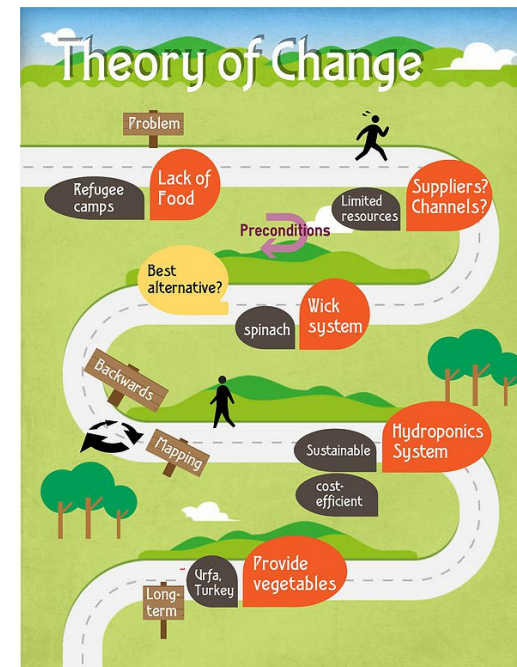 Theory of Change
Problem
Refugee
camps
Lack of
Food
Limited
resources
Suppliers?
Channels?
Preconditions
Best
alternative?
spinach
Wick
system
Backwards
Mapping
Sustainable
cost-
efficient
Hydroponics
System
Long-
term
Urfa,
Turkey
Provide
vegetables